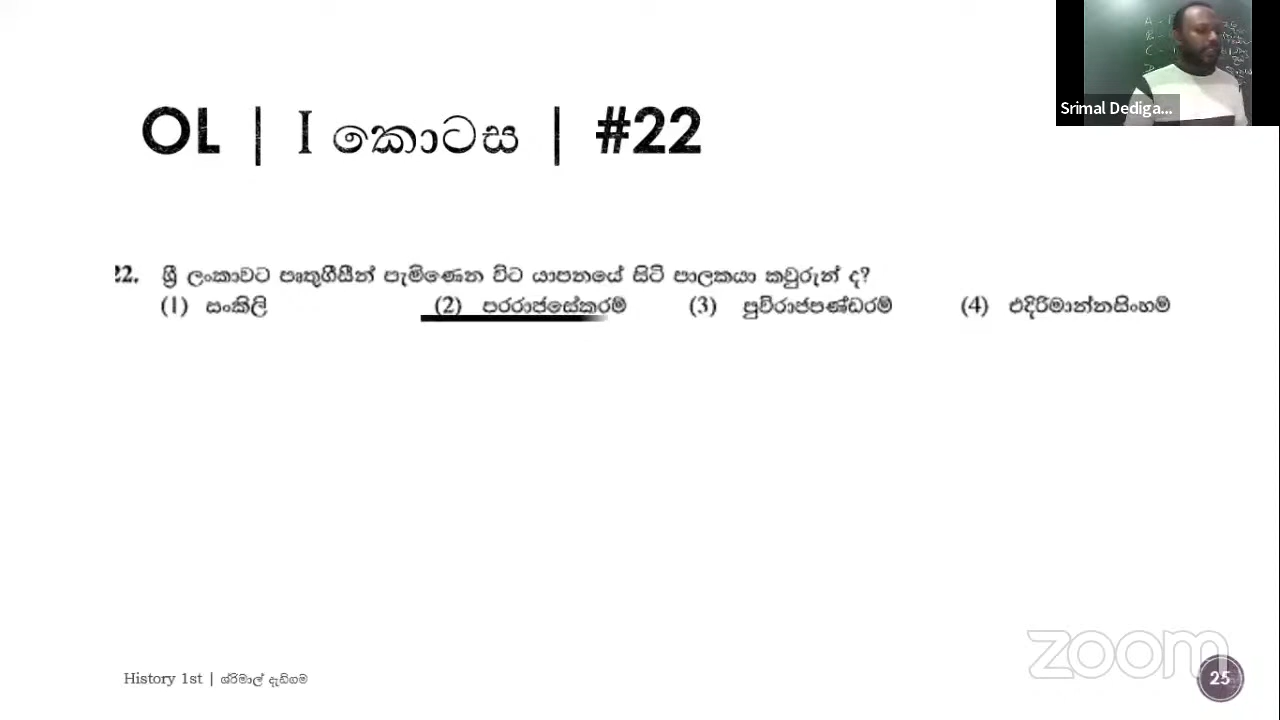 OL | I කොටස | #22
Srimal Dediga...
22. ශ්‍රී ලංකාවට පෘතුගීසීන් පැමිණෙන විට යාපනයේ සිටි පාලකයා කවුරුන් ද?
(1) සංකිලි (2) පරරාජසේකරම් (3) පුවිරාජපණ්ඩරම් (4) එදිරිමාන්නසිංහම්
zoom
History 1st | ශ්රිමාල් දැඩිගම
25